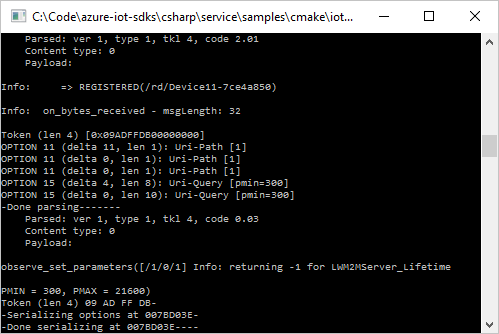 C:\Code\azure-iot-sdks\csharp\service\samples\cmake\iot...
Parsed: ver 1, type 1, tkl 4, code 2.01
Content type: 0
Payload:
Info:     => REGISTERED(/rd/Device11-7ce4a850)
Info:  on_bytes_received - msgLength: 32
Token (len 4) [0x09ADFFDB00000000]
OPTION 11 (delta 11, len 1): Uri-Path [1]
OPTION 11 (delta 0, len 1): Uri-Path [1]
OPTION 11 (delta 0, len 1): Uri-Path [1]
OPTION 15 (delta 4, len 8): Uri-Query [pmin=300]
OPTION 15 (delta 0, len 10): Uri-Query [pmin=300]
-Done parsing-------
Parsed: ver 1, type 1, tkl 4, code 0.03
Content type: 0
Payload:
observe_set_parameters([/1/0/1] Info: returning -1 for LWM2MServer_Lifetime
PMIN = 300, PMAX = 21600)
Token (len 4) 09 AD FF DB-
-Serializing options at 007BD03E-
-Done serializing at 007BD03E----